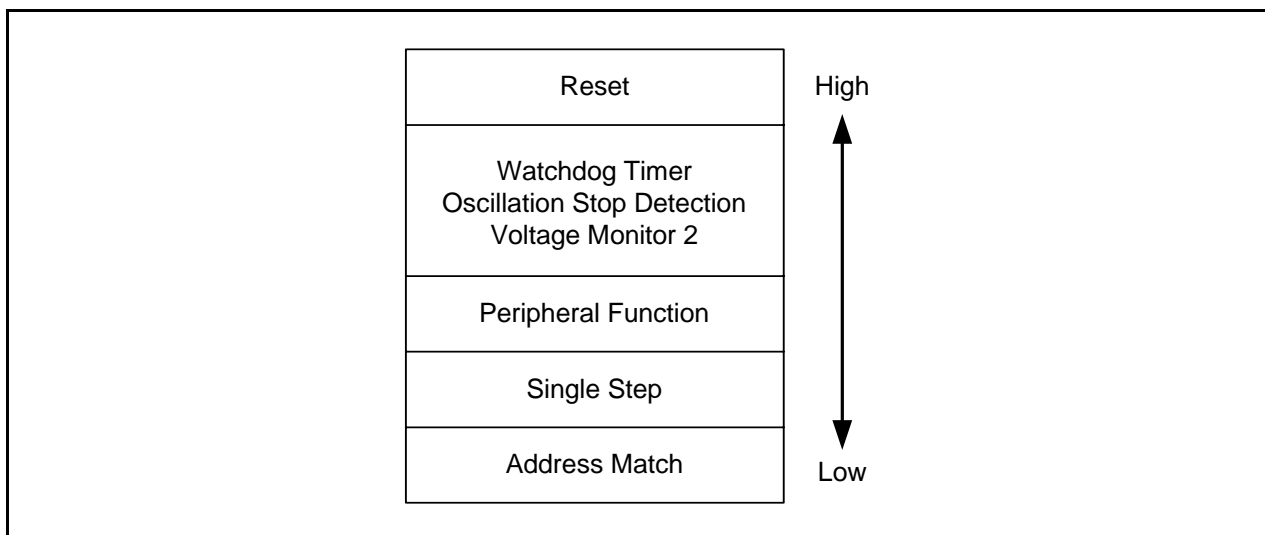 Reset
High
Watchdog Timer
Oscillation Stop Detection
Voltage Monitor 2
Peripheral Function
Single Step
Address Match
Low